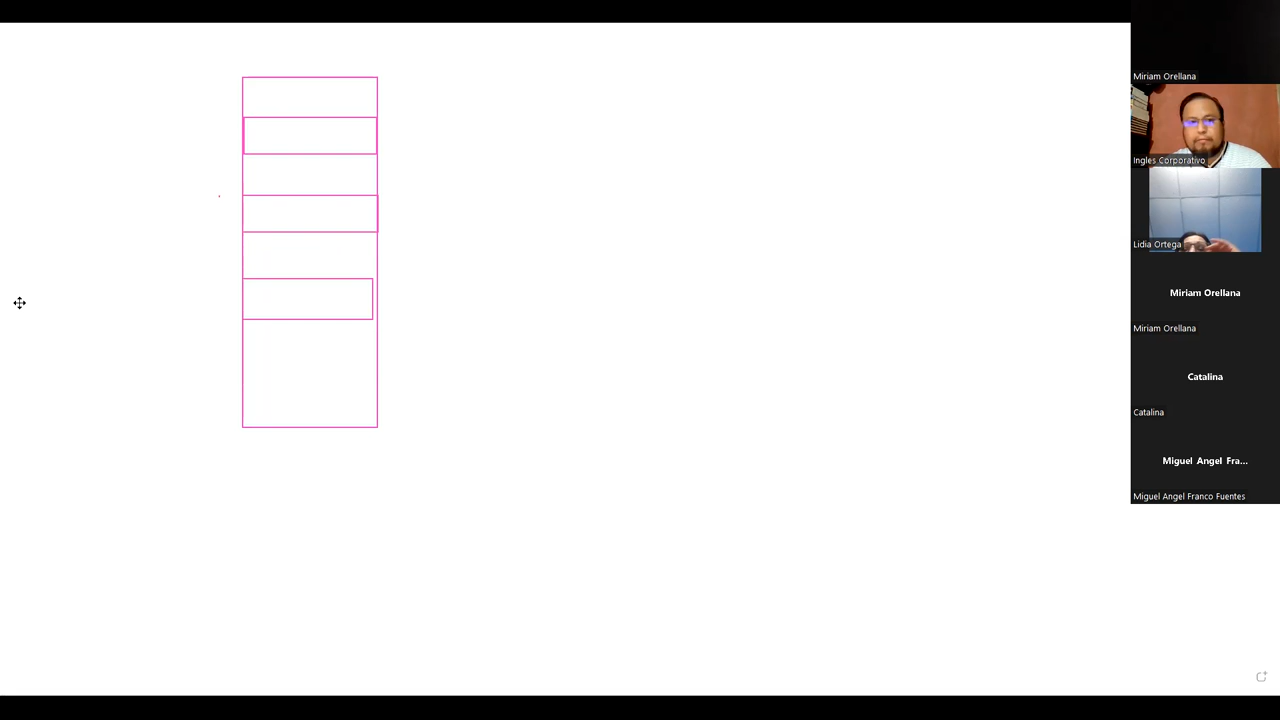 Miriam Orellana
Ingles Corporativo
Lidia Ortega
Miriam Orellana
Miriam Orellana
Catalina
Catalina
Miguel Angel Fra...
Miguel Angel Franco Fuentes